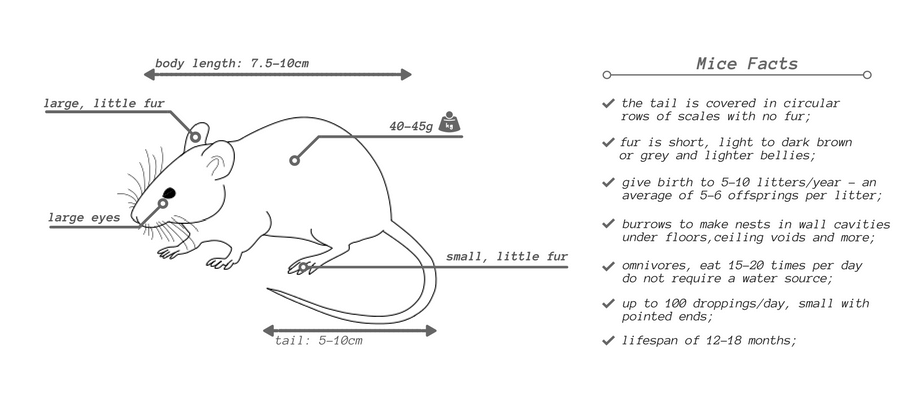 body length: 7.5-10cm
large, little fur
40-45g
kg
large eyes
small, little fur
tail: 5-10cm
Mice Facts
the tail is covered in circular
rows of scales with no fur;
fur is short, light to dark brown
or grey and lighter bellies;
give birth to 5-10 litters/year - an
average of 5-6 offsprings per litter;
burrows to make nests in wall cavities
under floors,ceiling voids and more;
omnivores, eat 15-20 times per day
do not require a water source;
up to 100 droppings/day, small with
pointed ends;
lifespan of 12-18 months;